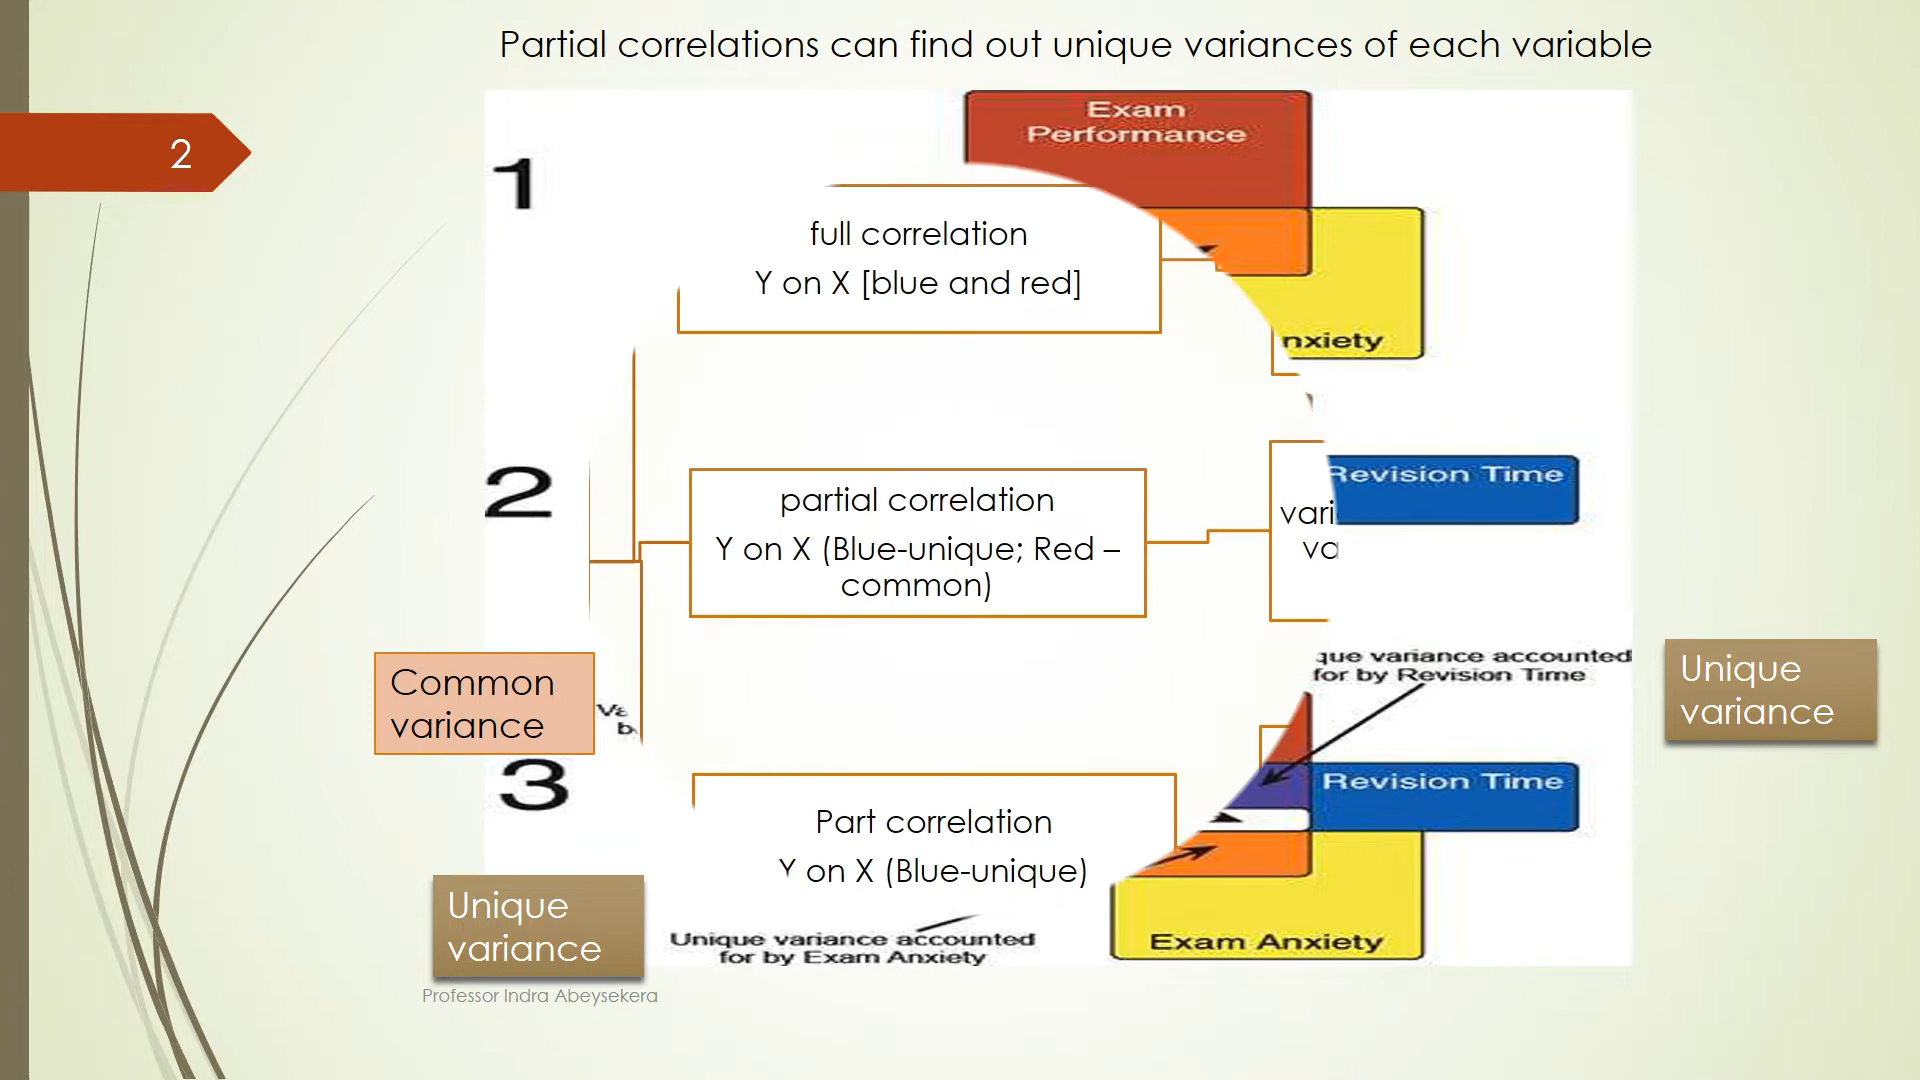 Partial correlations can find out unique variances of each variable
2
Exam
Performance
1
full correlation
Y on X [blue and red]
nxiety
2
Revision Time
partial correlation
Y on X (Blue-unique; Red –
common)
vari
va
que variance accounted
for by Revision Time
Unique
variance
Common
variance
3
Revision Time
Part correlation
Y on X (Blue-unique)
Unique
variance
Unique variance accounted
for by Exam Anxiety
Exam Anxiety
Professor Indra Abeysekera